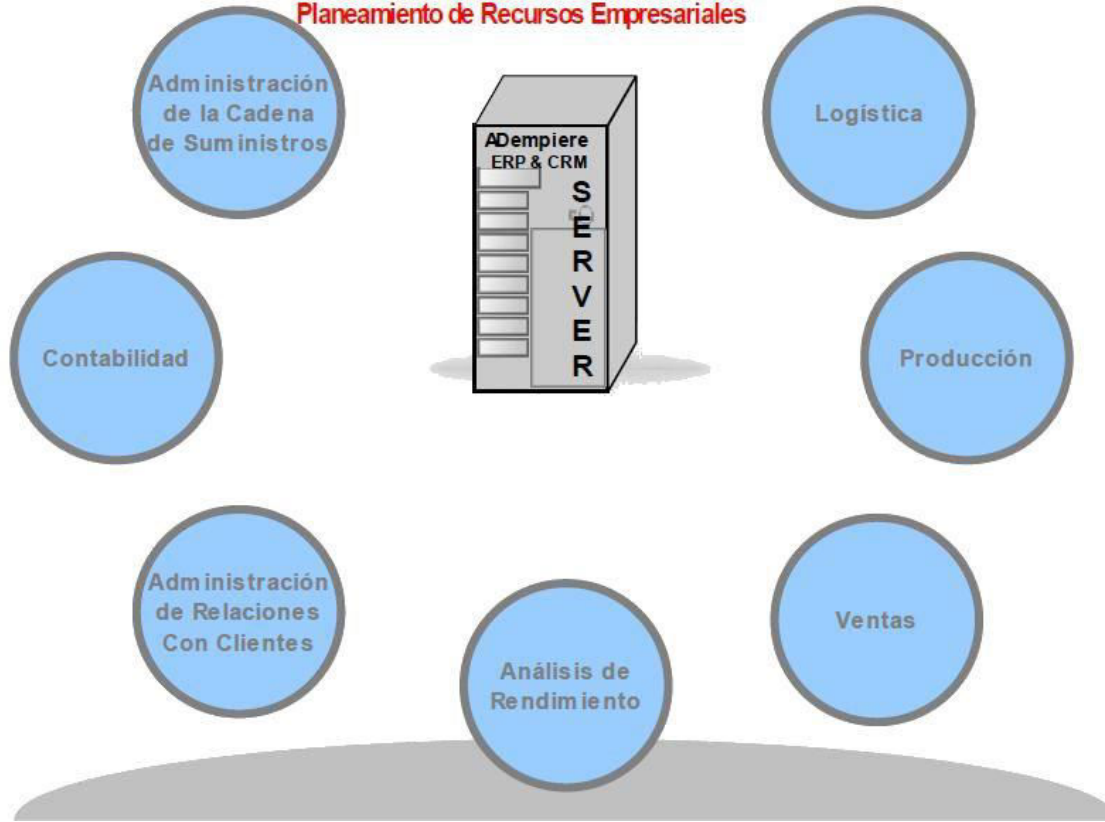 Planeamiento de Recursos Empresariales
Administración
de la Cadena
de Suministros
Logística
ADempiere
ERP & CRM
SERVER
Contabilidad
Producción
Administración
de Relaciones
Con Clientes
Ventas
Análisis de
Rendimiento